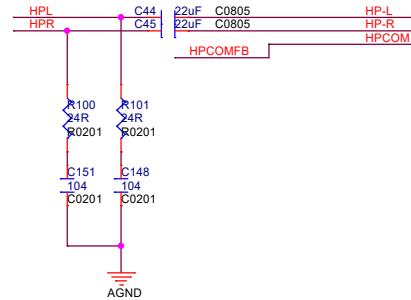 HPL C44 22uF C0805 HP-L
HPR C45 22uF C0805 HP-R
HPCOMFB HPCOM
R100 R101
24R 24R
R0201 R0201
C151 C148
104 104
C0201 C0201
AGND